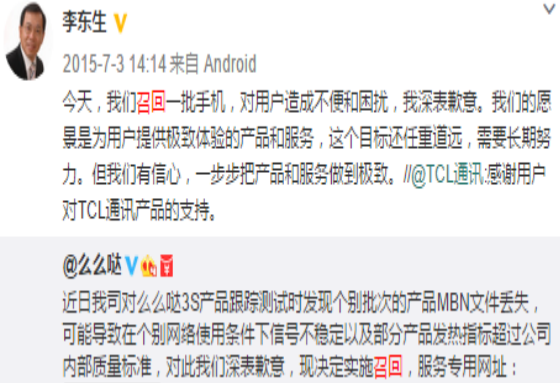 李东生
2015-7-3 14:14 来自 Android
今天，我们召回一批手机，对用户造成不便和困扰，我深表歉意。我们的愿
景是为用户提供极致体验的产品和服务，这个目标还任重道远，需要长期努
力。但我们有信心，一步步把产品和服务做到极致。//@TCL通讯:感谢用户
对TCL通讯产品的支持。
@么么哒
近日我司对么么哒3S产品跟踪测试时发现个别批次的产品MBN文件丢失，
可能导致在个别网络使用条件下信号不稳定以及部分产品发热指标超过公司
内部质量标准，对此我们深表歉意，现决定实施召回，服务专用网址：